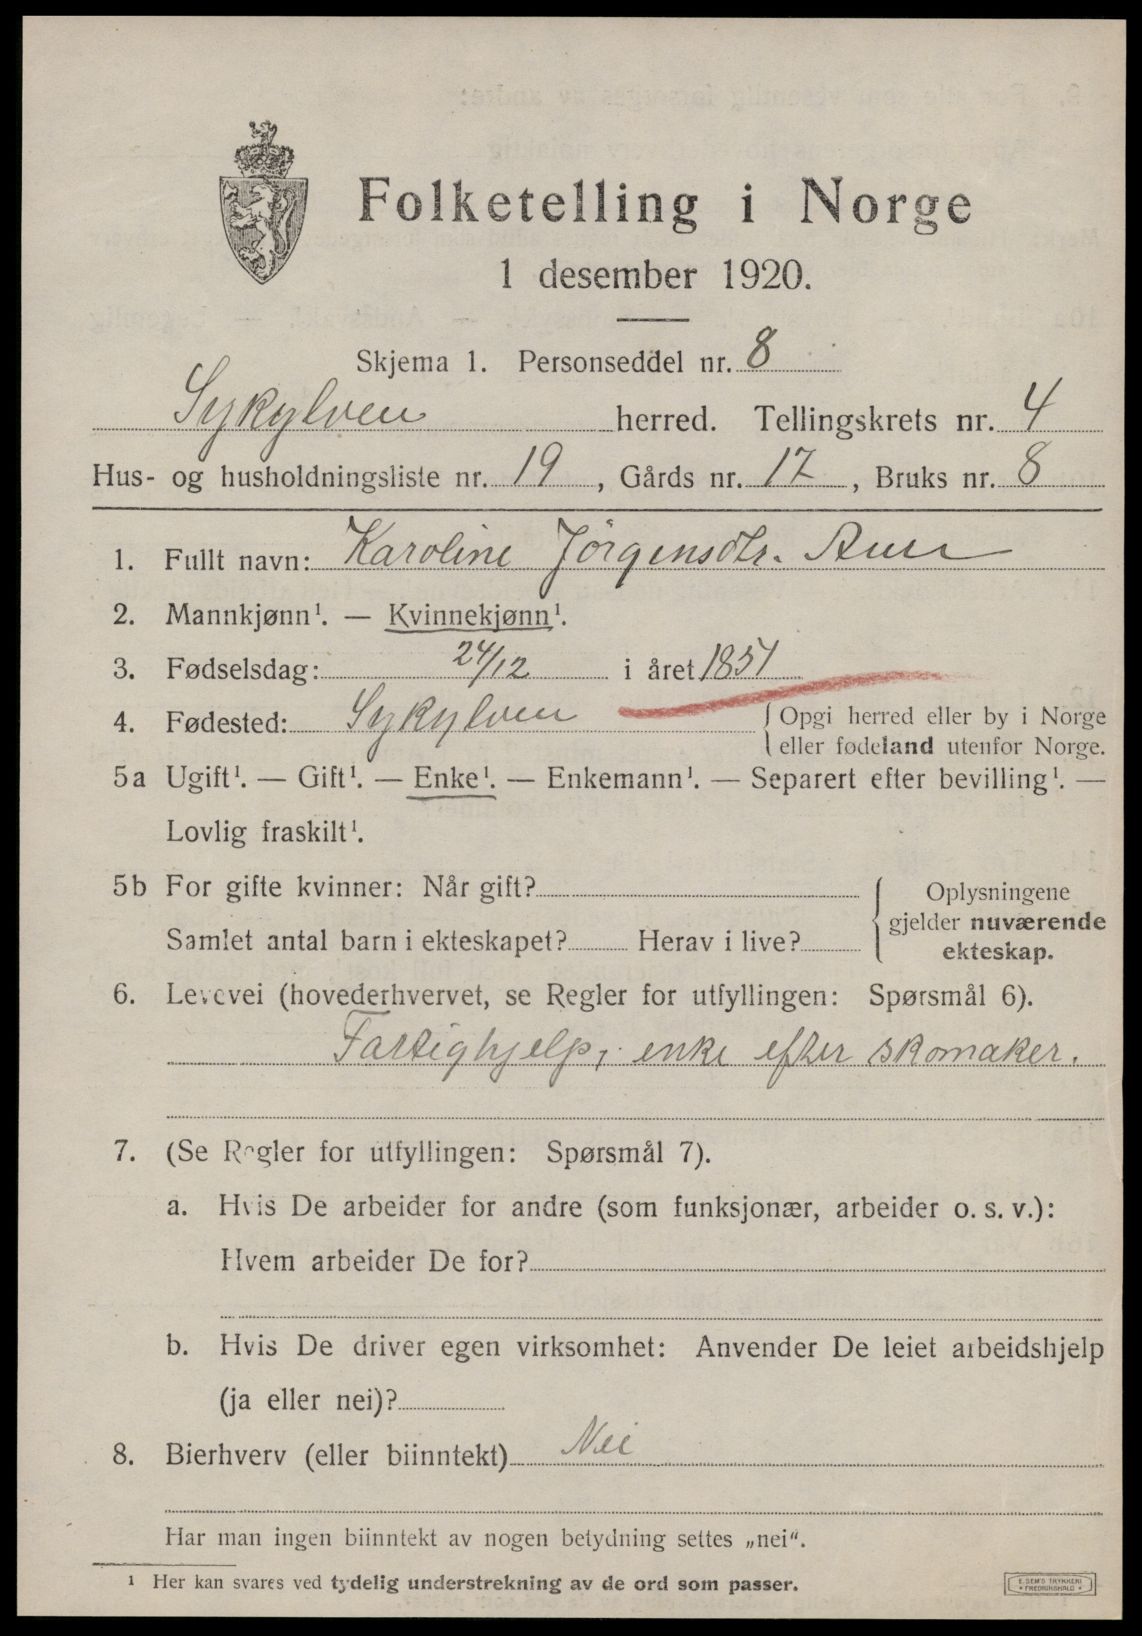 Folketelling i Norge
1 desember 1920.
Skjema 1. Personseddel nr. 8
Sykylven herred. Tellingskrets nr. 4
Hus- og husholdningsliste nr. 19, Gårds nr. 17, Bruks nr. 8
1. Fullt navn: Karoline Jörgensdtr. Aure
2. Mannkjønn¹. — Kvinnekjønn¹.
3. Fødselsdag: 24/12 i året 1851
4. Fødested: Sykylven { Opgi herred eller by i Norge
eller fødeland utenfor Norge.
5a Ugift¹. — Gift¹. — Enke¹. — Enkemann¹. — Separert efter bevilling¹. —
Lovlig fraskilt¹.
5b For gifte kvinner: Når gift? { Oplysningene
gjelder nuværende
Samlet antal barn i ekteskapet? Herav i live? ekteskap.
6. Levevei (hovederhvervet, se Regler for utfyllingen: Spørsmål 6).
Fattighjelp, enke efter skomaker.
7. (Se Regler for utfyllingen: Spørsmål 7).
a. Hvis De arbeider for andre (som funksjonær, arbeider o. s. v.):
Hvem arbeider De for?
b. Hvis De driver egen virksomhet: Anvender De leiet arbeidshjelp
(ja eller nei)?
8. Bierhverv (eller biinntekt) Nei
Har man ingen biinntekt av nogen betydning settes „nei“.
¹ Her kan svares ved tydelig understrekning av de ord som passer.
E. SEM'S TRYKKERI
• FREDRIKSHALD •